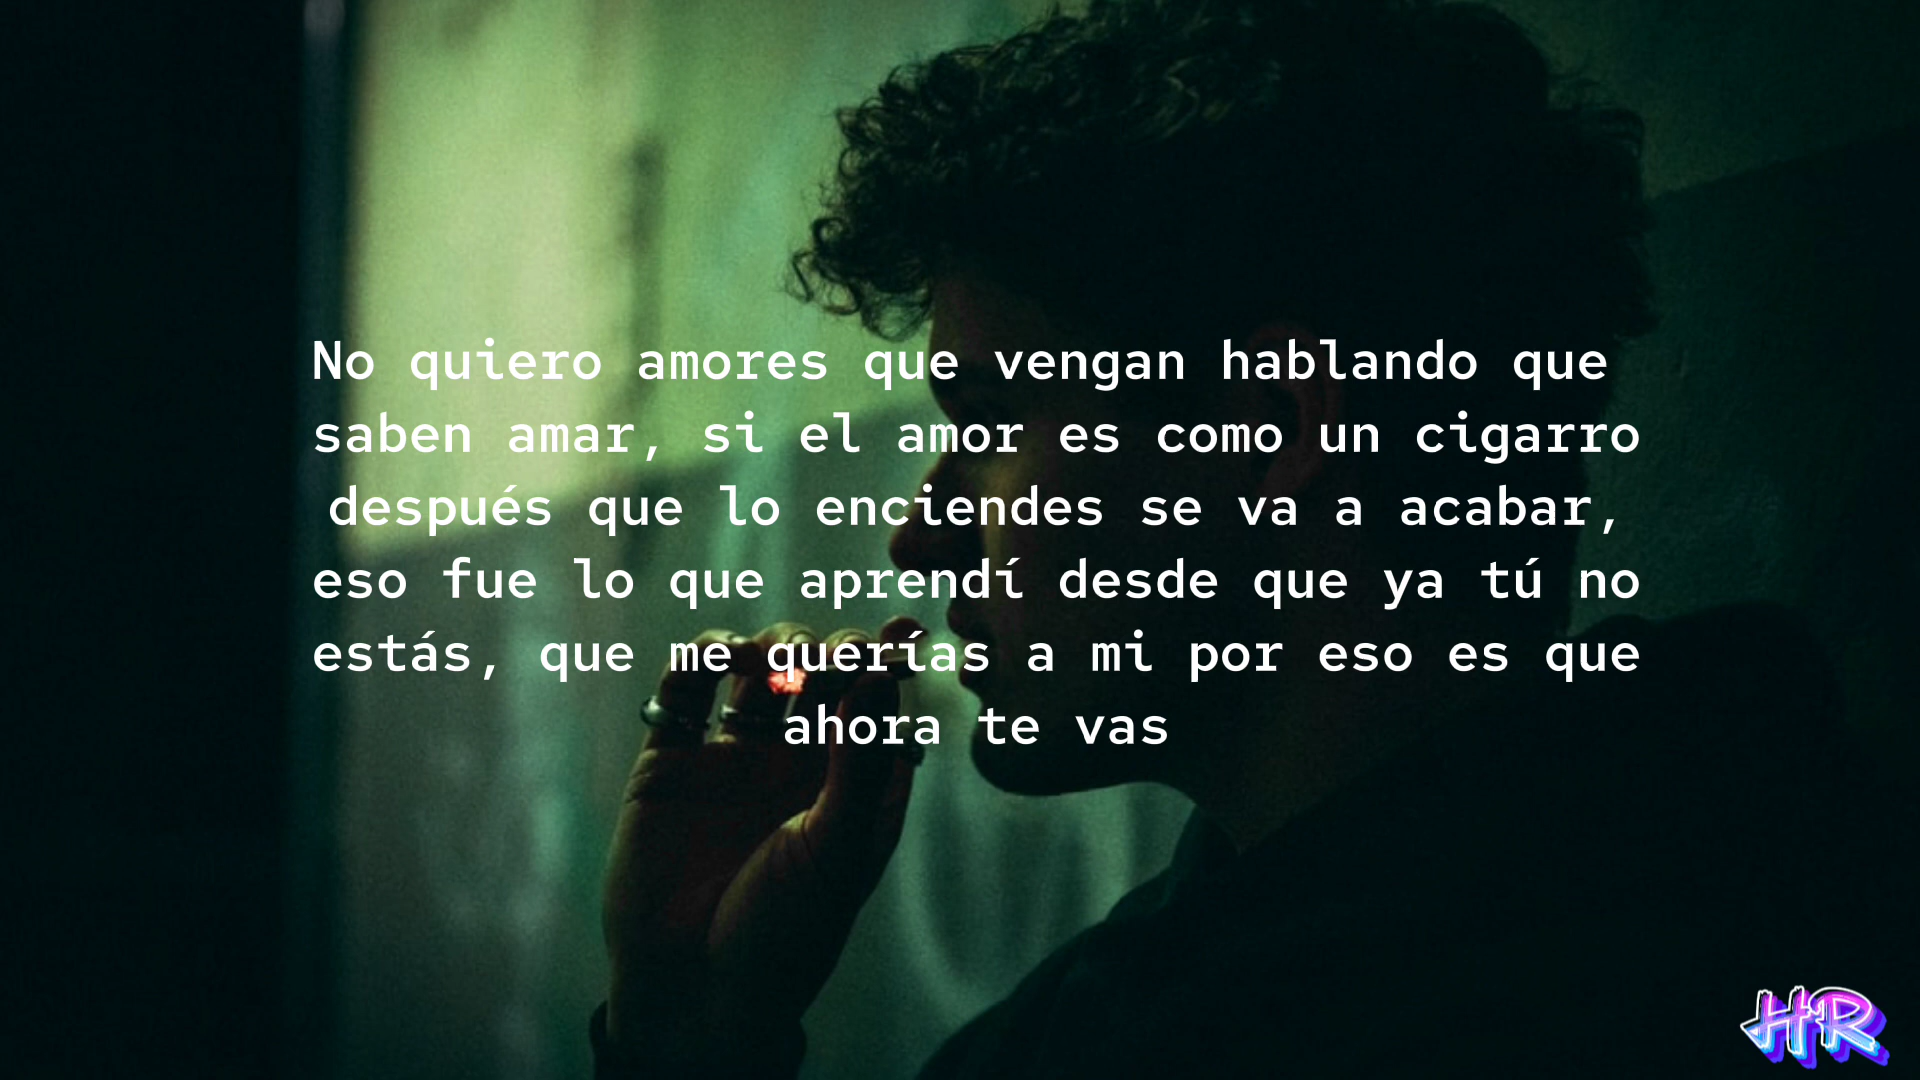 No quiero amores que vengan hablando que
saben amar, si el amor es como un cigarro
después que lo enciendes se va a acabar,
eso fue lo que aprendí desde que ya tú no
estás, que me querías a mi por eso es que
ahora te vas
HR